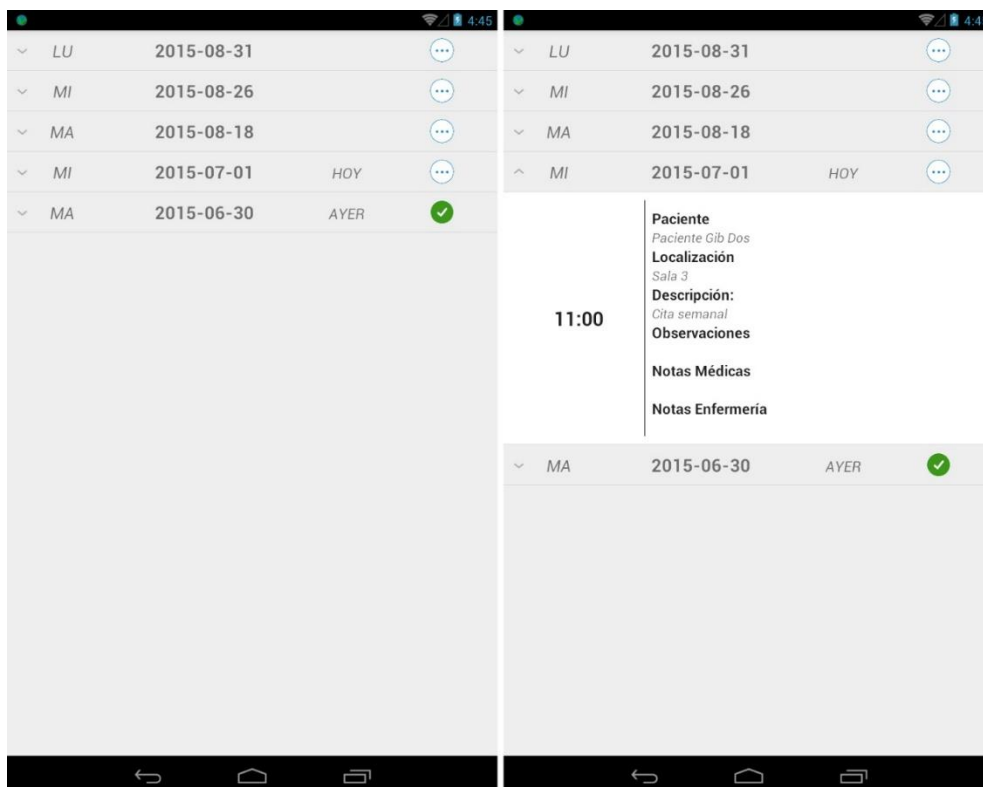 4:45
LU 2015-08-31
MI 2015-08-26
MA 2015-08-18
MI 2015-07-01 HOY
MA 2015-06-30 AYER
LU 2015-08-31
MI 2015-08-26
MA 2015-08-18
MI 2015-07-01 HOY
11:00
Paciente
Paciente Gib Dos
Localización
Sala 3
Descripción:
Cita semanal
Observaciones
Notas Médicas
Notas Enfermería
MA 2015-06-30 AYER